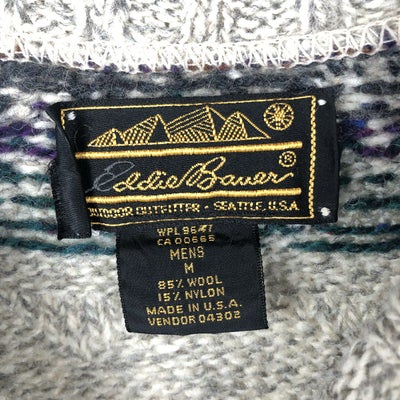 Eddie Bauer®
OUTDOOR OUTFITTER - SEATTLE, U.S.A.
WPL 9647
CA 00665
MENS
M
85% WOOL
15% NYLON
MADE IN U.S.A.
VENDOR 04302